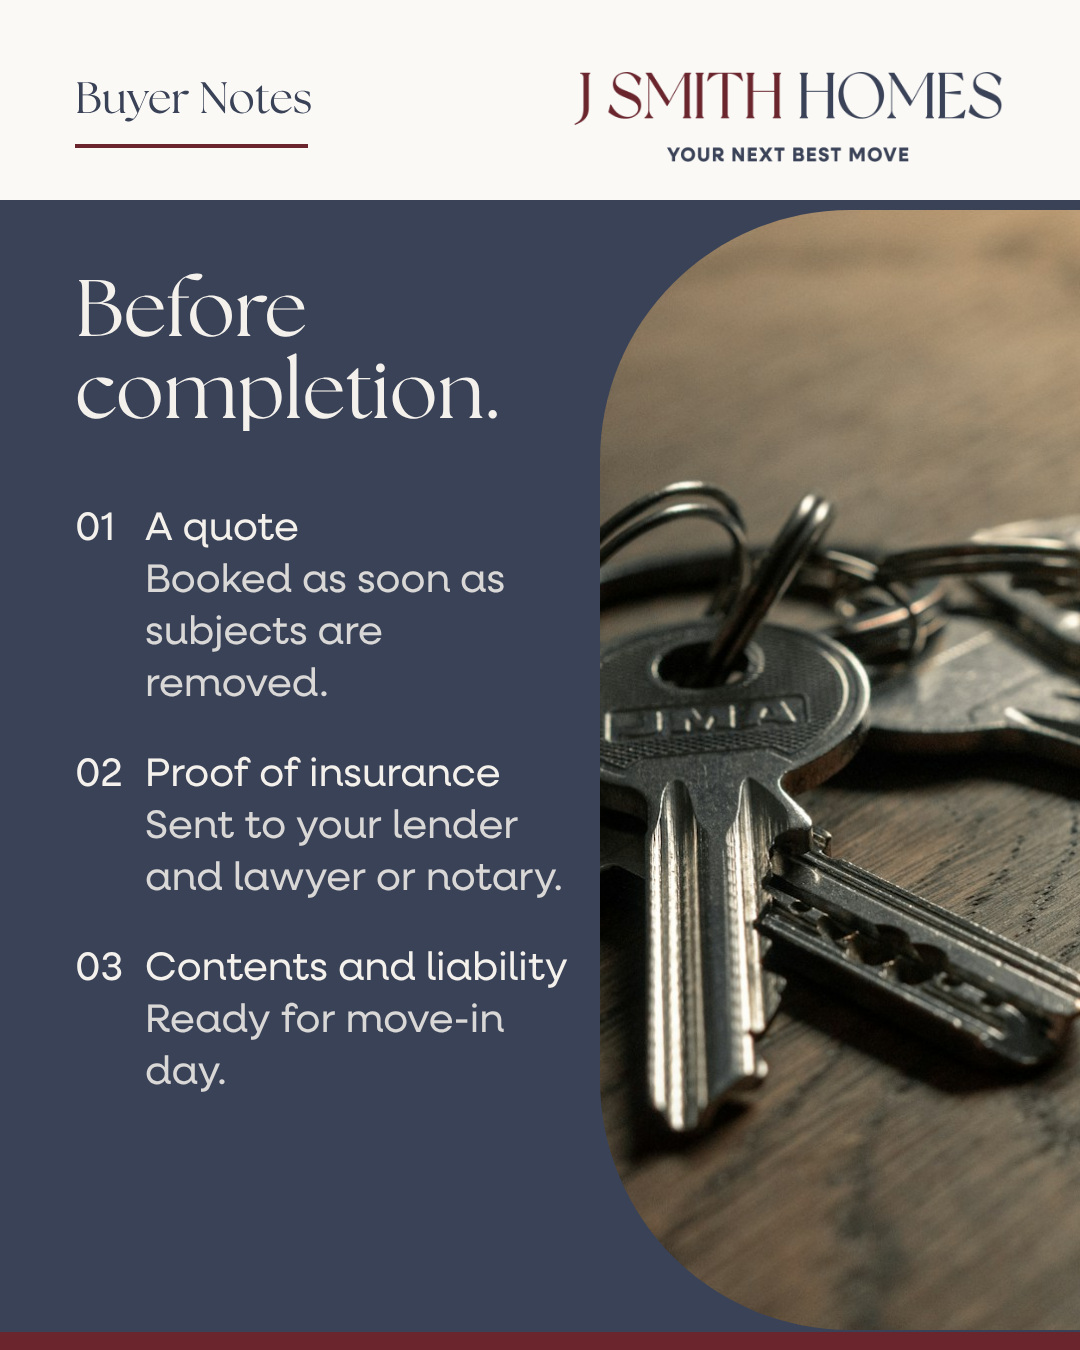 Buyer Notes
J SMITH HOMES
YOUR NEXT BEST MOVE
Before
completion.
01 A quote
Booked as soon as
subjects are
removed.
02 Proof of insurance
Sent to your lender
and lawyer or notary.
03 Contents and liability
Ready for move-in
day.